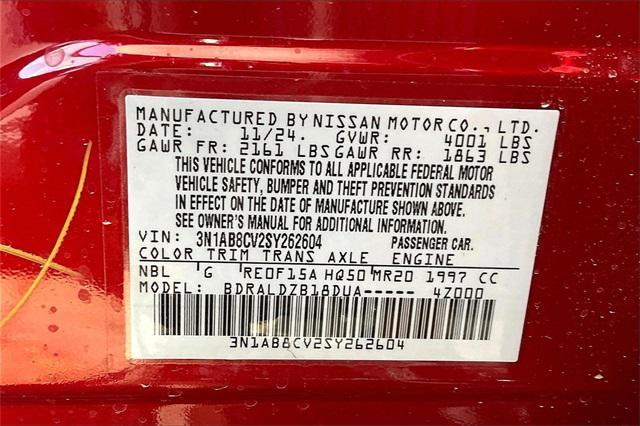 MANUFACTURED BY NISSAN MOTOR CO., LTD.
DATE: 11/24. GVWR: 4001 LBS
GAWR FR: 2161 LBS GAWR RR: 1863 LBS
THIS VEHICLE CONFORMS TO ALL APPLICABLE FEDERAL MOTOR
VEHICLE SAFETY, BUMPER AND THEFT PREVENTION STANDARDS
IN EFFECT ON THE DATE OF MANUFACTURE SHOWN ABOVE.
SEE OWNER'S MANUAL FOR ADDITIONAL INFORMATION.
VIN: 3N1AB8CV2SY262604 PASSENGER CAR.
COLOR TRIM TRANS AXLE ENGINE
NBL G RE0F15A HQ50 MR20 1997 CC
MODEL: BDRALDZB18DUA----- 4Z000
3N1AB8CV2SY262604